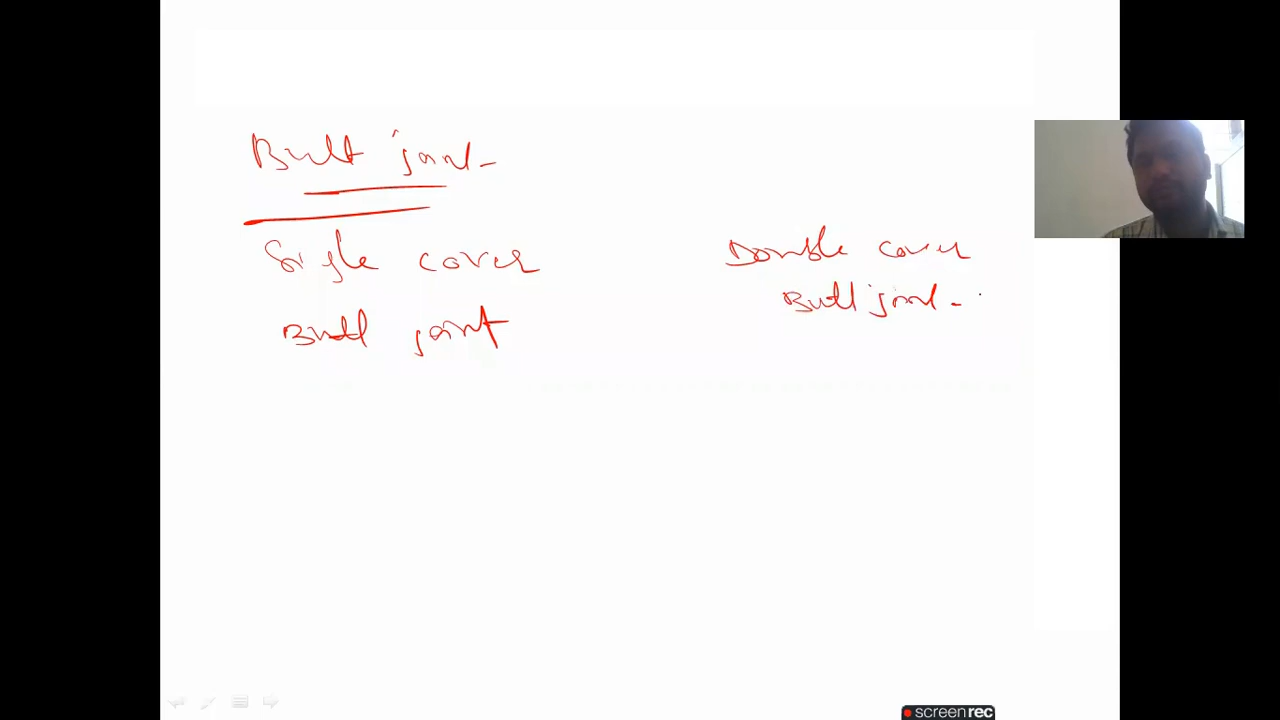 Butt joint -
Single cover
Butt joint
Double cover
Butt joint -
screenrec